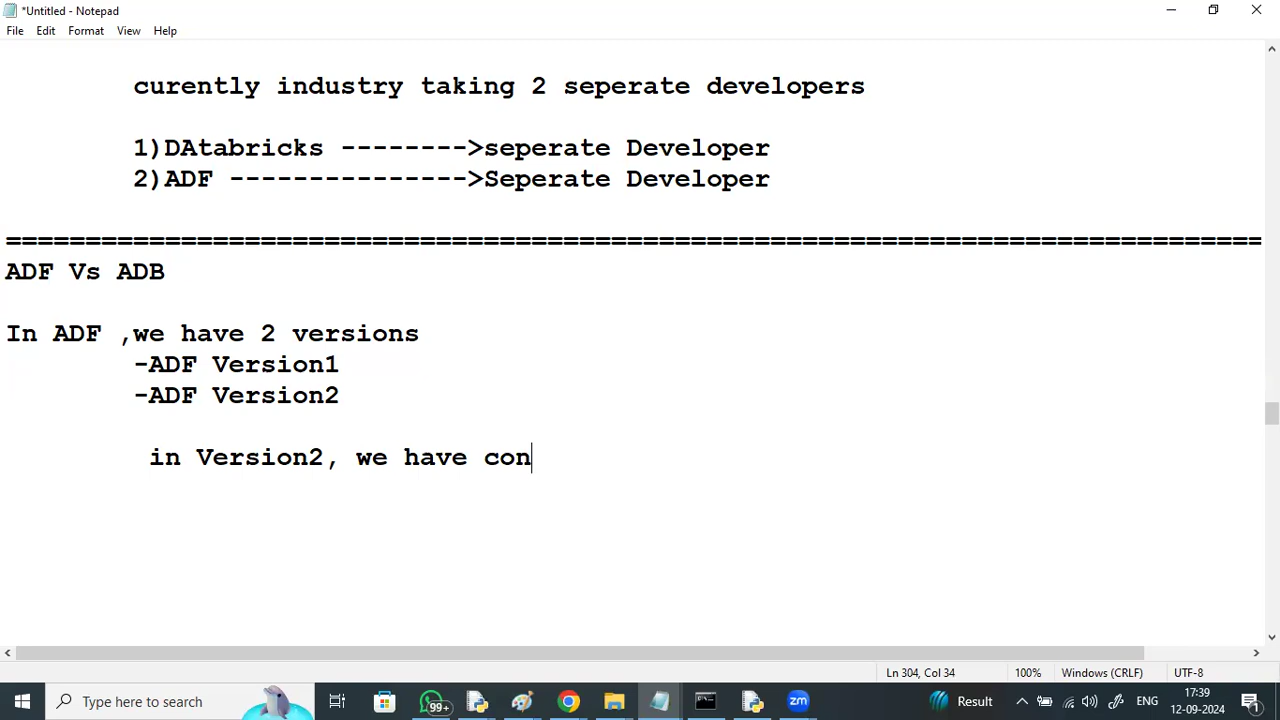 *Untitled - Notepad
File Edit Format View Help
curently industry taking 2 seperate developers
1)DAtabricks -------->seperate Developer
2)ADF --------------->Seperate Developer
===============================================================================
ADF Vs ADB
In ADF ,we have 2 versions
-ADF Version1
-ADF Version2
in Version2, we have con
Ln 304, Col 34 100% Windows (CRLF) UTF-8
Type here to search 99+ zm Result ENG 17:39 12-09-2024 1